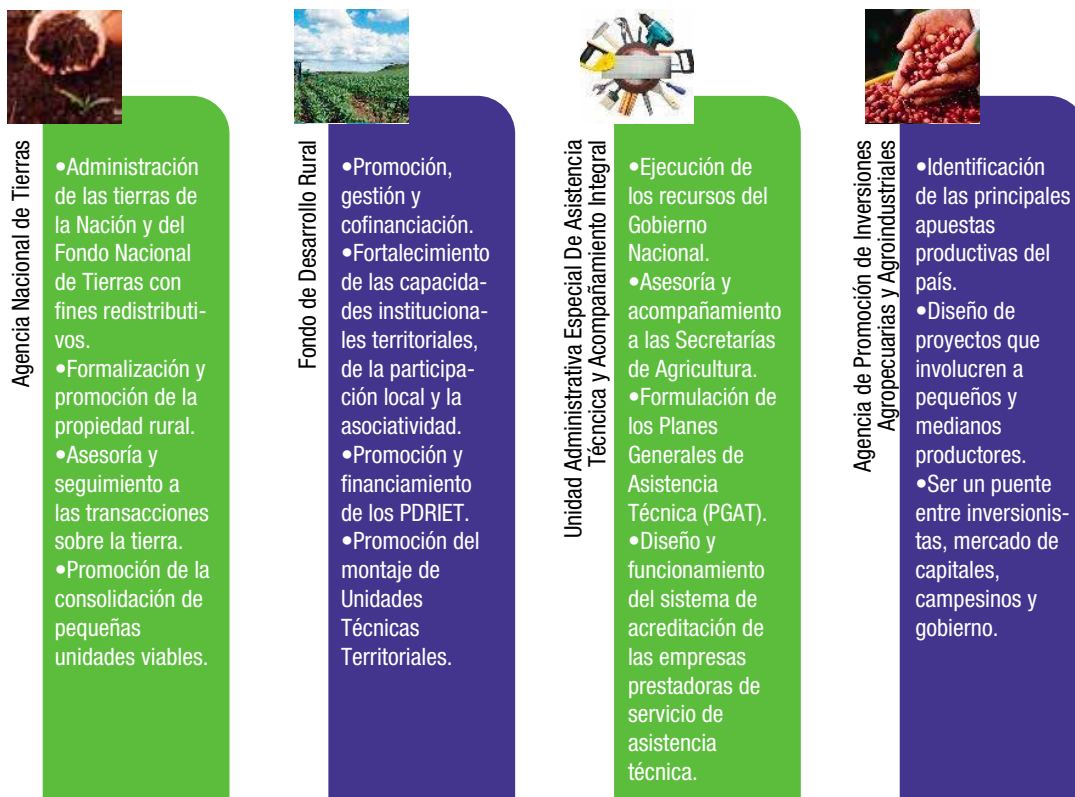 Agencia Nacional de Tierras
•Administración
de las tierras de
la Nación y del
Fondo Nacional
de Tierras con
fines redistributi-
vos.
•Formalización y
promoción de la
propiedad rural.
•Asesoría y
seguimiento a
las transacciones
sobre la tierra.
•Promoción de la
consolidación de
pequeñas
unidades viables.
Fondo de Desarrollo Rural
•Promoción,
gestión y
cofinanciación.
•Fortalecimiento
de las capacida-
des instituciona-
les territoriales,
de la participa-
ción local y la
asociatividad.
•Promoción y
financiamiento
de los PDRIET.
•Promoción del
montaje de
Unidades
Técnicas
Territoriales.
Unidad Administrativa Especial De Asistencia
Técncica y Acompañamiento Integral
•Ejecución de
los recursos del
Gobierno
Nacional.
•Asesoría y
acompañamiento
a las Secretarías
de Agricultura.
•Formulación de
los Planes
Generales de
Asistencia
Técnica (PGAT).
•Diseño y
funcionamiento
del sistema de
acreditación de
las empresas
prestadoras de
servicio de
asistencia
técnica.
Agencia de Promoción de Inversiones
Agropecuarias y Agroindustriales
•Identificación
de las principales
apuestas
productivas del
país.
•Diseño de
proyectos que
involucren a
pequeños y
medianos
productores.
•Ser un puente
entre inversionis-
tas, mercado de
capitales,
campesinos y
gobierno.